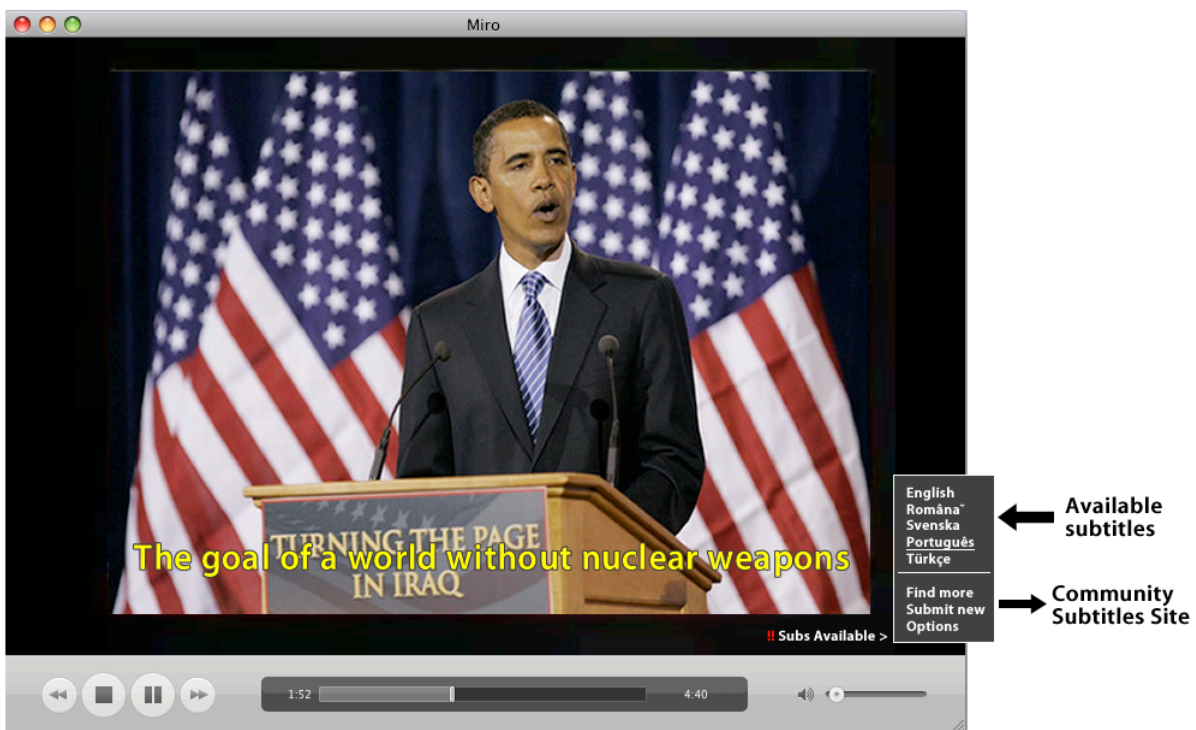 Miro
TURNING THE PAGE
IN IRAQ
The goal of a world without nuclear weapons
English
Românaˇ
Svenska
Português
Türkçe
Find more
Submit new
Options
Available
subtitles
Community
Subtitles Site
!! Subs Available >
1:52
4:40